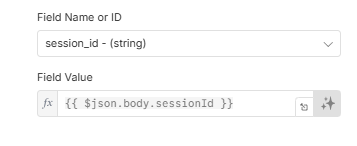 Field Name or ID
session_id - (string)
Field Value
fx {{ $json.body.sessionId }}